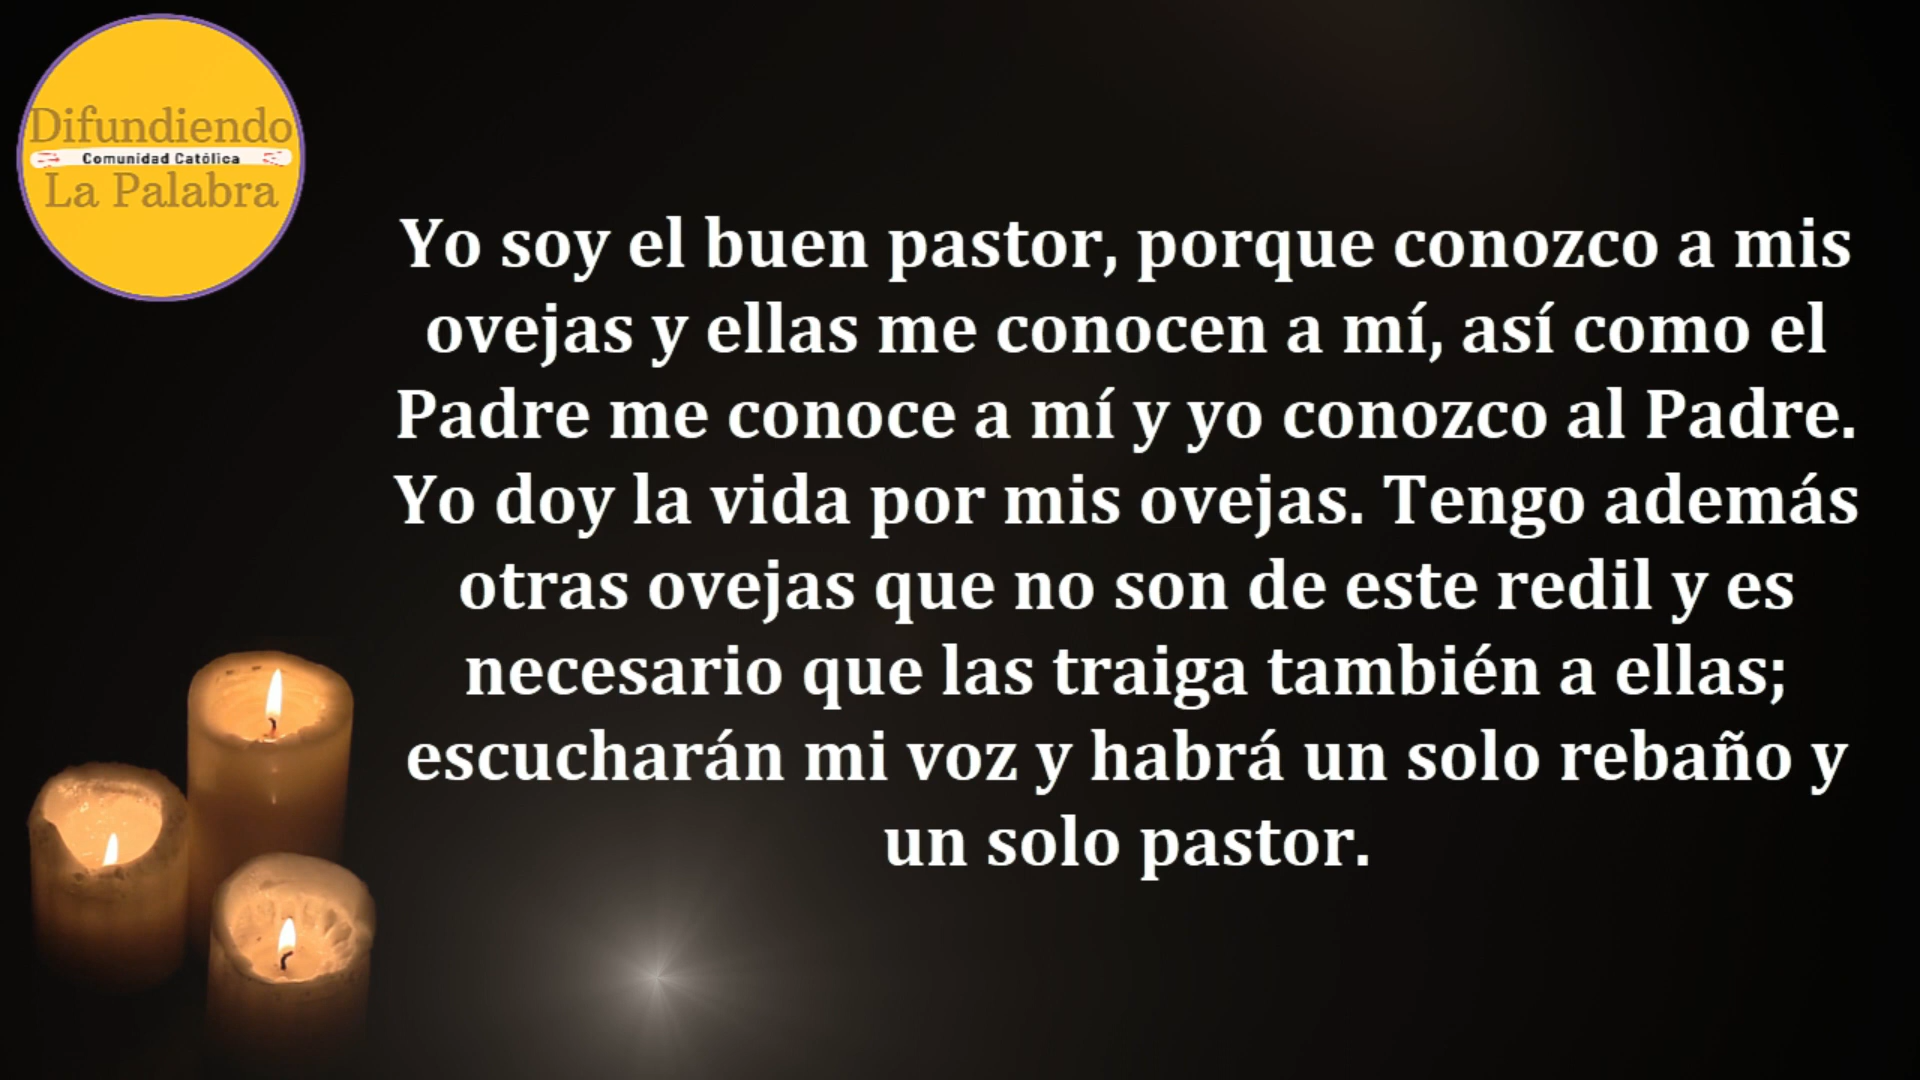 Difundiendo
Comunidad Católica
La Palabra
Yo soy el buen pastor, porque conozco a mis
ovejas y ellas me conocen a mí, así como el
Padre me conoce a mí y yo conozco al Padre.
Yo doy la vida por mis ovejas. Tengo además
otras ovejas que no son de este redil y es
necesario que las traiga también a ellas;
escucharán mi voz y habrá un solo rebaño y
un solo pastor.